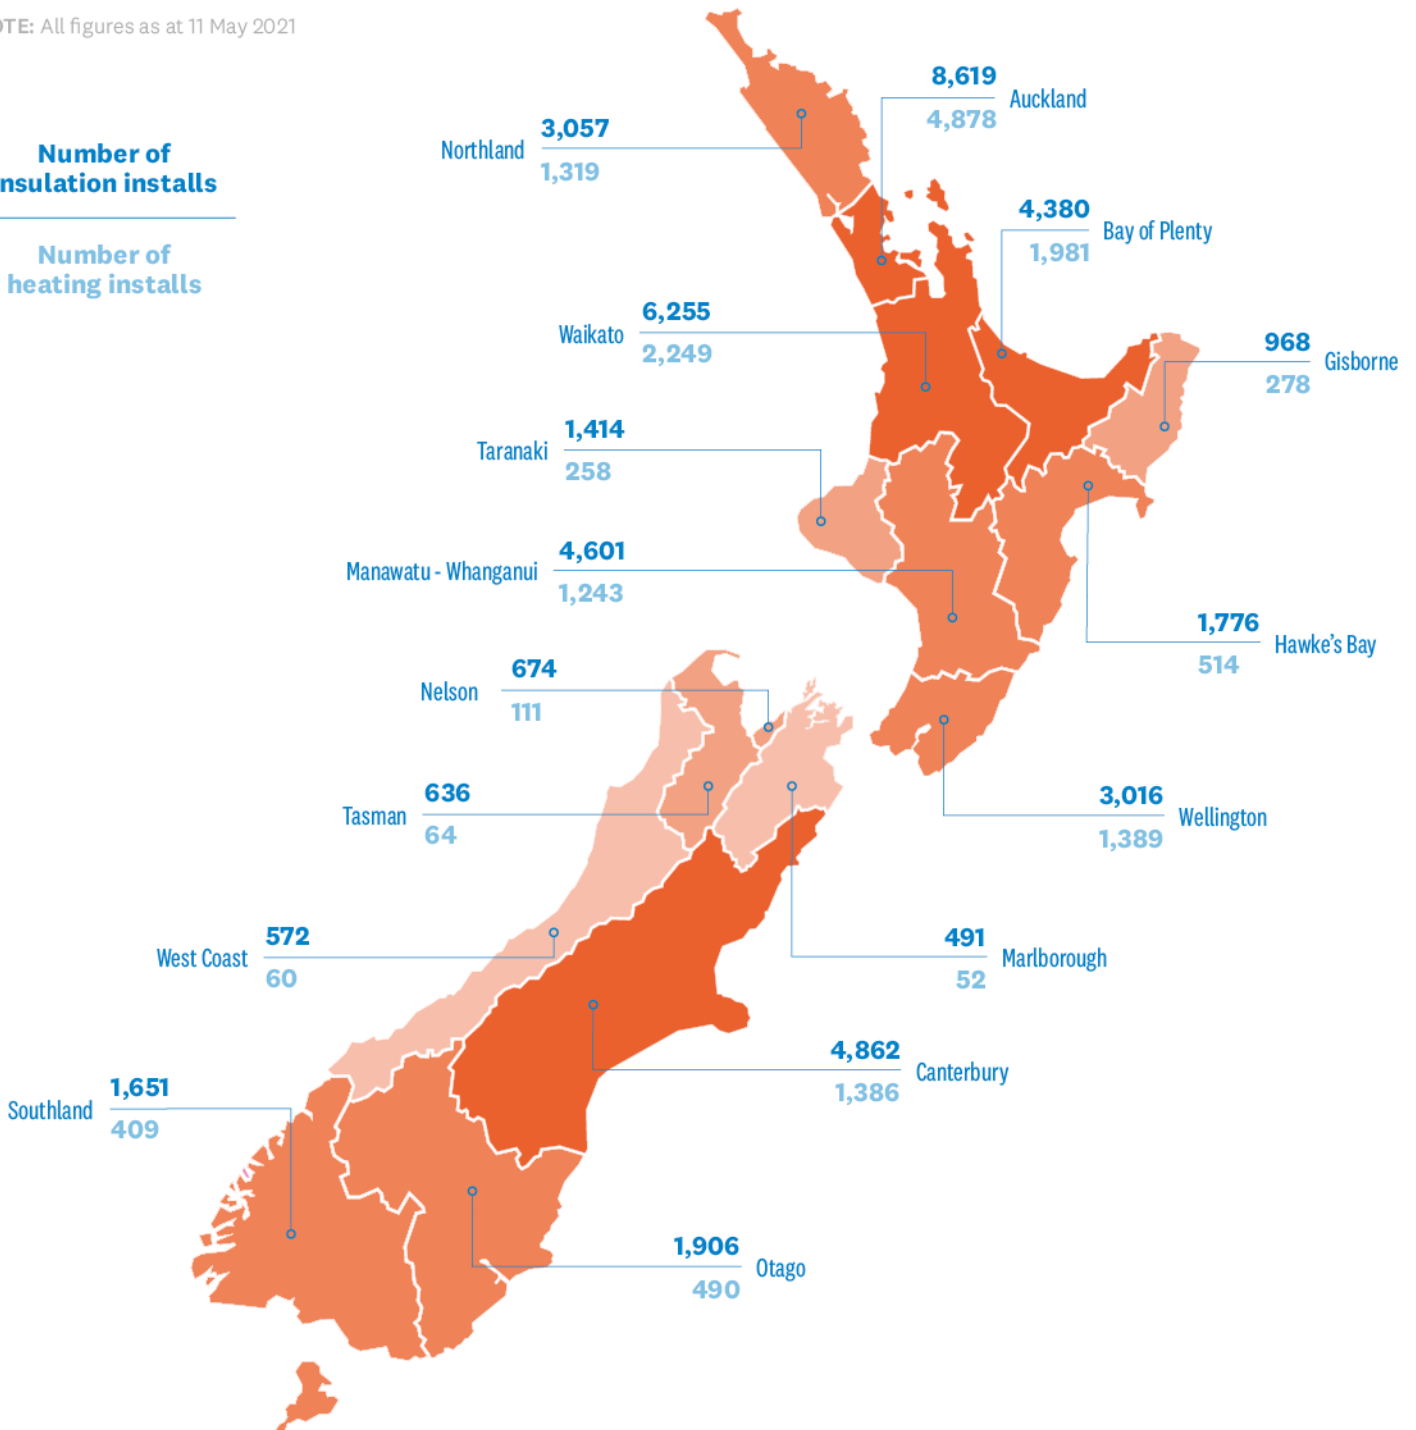 OTE: All figures as at 11 May 2021
Number of
nsulation installs
Number of
heating installs
8,619
Auckland
4,878
3,057
Northland
1,319
4,380
Bay of Plenty
1,981
6,255
Waikato
2,249
968
Gisborne
278
1,414
Taranaki
258
4,601
Manawatu - Whanganui
1,243
1,776
Hawke's Bay
514
674
Nelson
111
636
Tasman
64
3,016
Wellington
1,389
572
West Coast
60
491
Marlborough
52
4,862
Canterbury
1,386
1,651
Southland
409
1,906
Otago
490